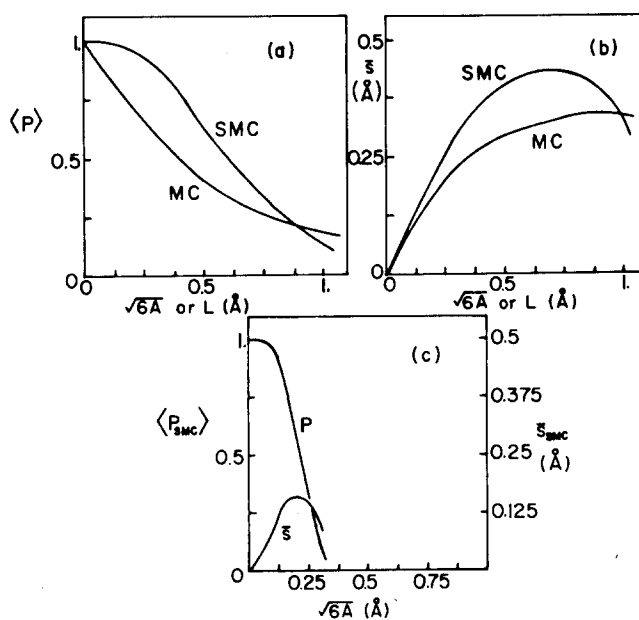 (a)
1.
⟨P⟩
0.5
0
SMC
MC
0.5
1.
√6A or L (Å)
(b)
0.5
s̄
(Å)
0.25
0
SMC
MC
0
0.5
1.
√6A or L (Å)
(c)
1.
⟨P_SMC⟩
0.5
0
P
s̄
0.5
0.375
0.25
0.125
s̄_SMC
(Å)
0.25
0.5
0.75
√6A (Å)